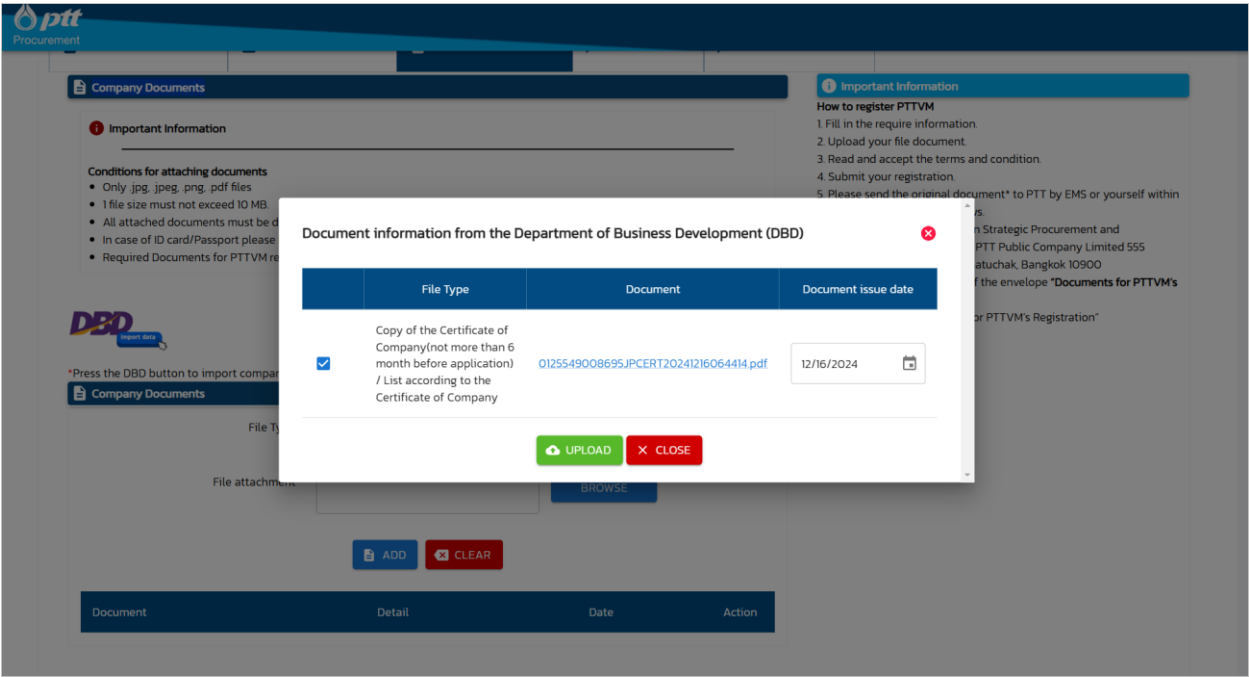 ptt
Procurement
Company Documents
Important Information
Conditions for attaching documents
Only .jpg, .jpeg, .png, .pdf files
1 file size must not exceed 10 MB.
All attached documents must be d
In case of ID card/Passport please
Required Documents for PTTVM re
DBD
Import data
*Press the DBD button to import compan
Company Documents
File Ty
File attachment
BROWSE
ADD
CLEAR
Document Detail Date Action
Important Information
How to register PTTVM
1. Fill in the require information.
2. Upload your file document.
3. Read and accept the terms and condition.
4. Submit your registration.
5. Please send the original document* to PTT by EMS or yourself within
ys.
n Strategic Procurement and
PTT Public Company Limited 555
atuchak, Bangkok 10900
f the envelope "Documents for PTTVM's
or PTTVM's Registration"
Document information from the Department of Business Development (DBD)
File Type Document Document issue date
Copy of the Certificate of
Company(not more than 6
month before application)
/ List according to the
Certificate of Company
0125549008695JPCERT20241216064414.pdf
12/16/2024
UPLOAD
CLOSE